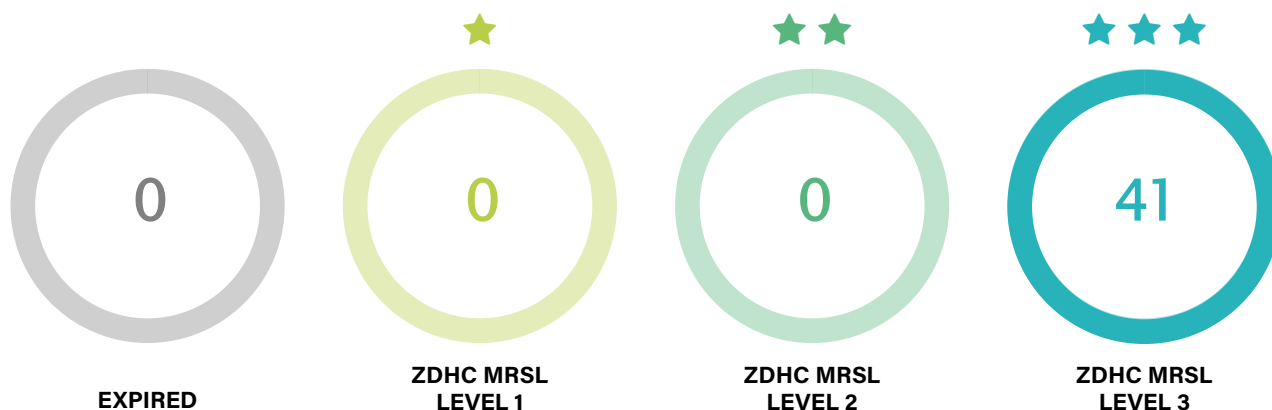 0
0
0
41
EXPIRED
ZDHC MRSL
LEVEL 1
ZDHC MRSL
LEVEL 2
ZDHC MRSL
LEVEL 3